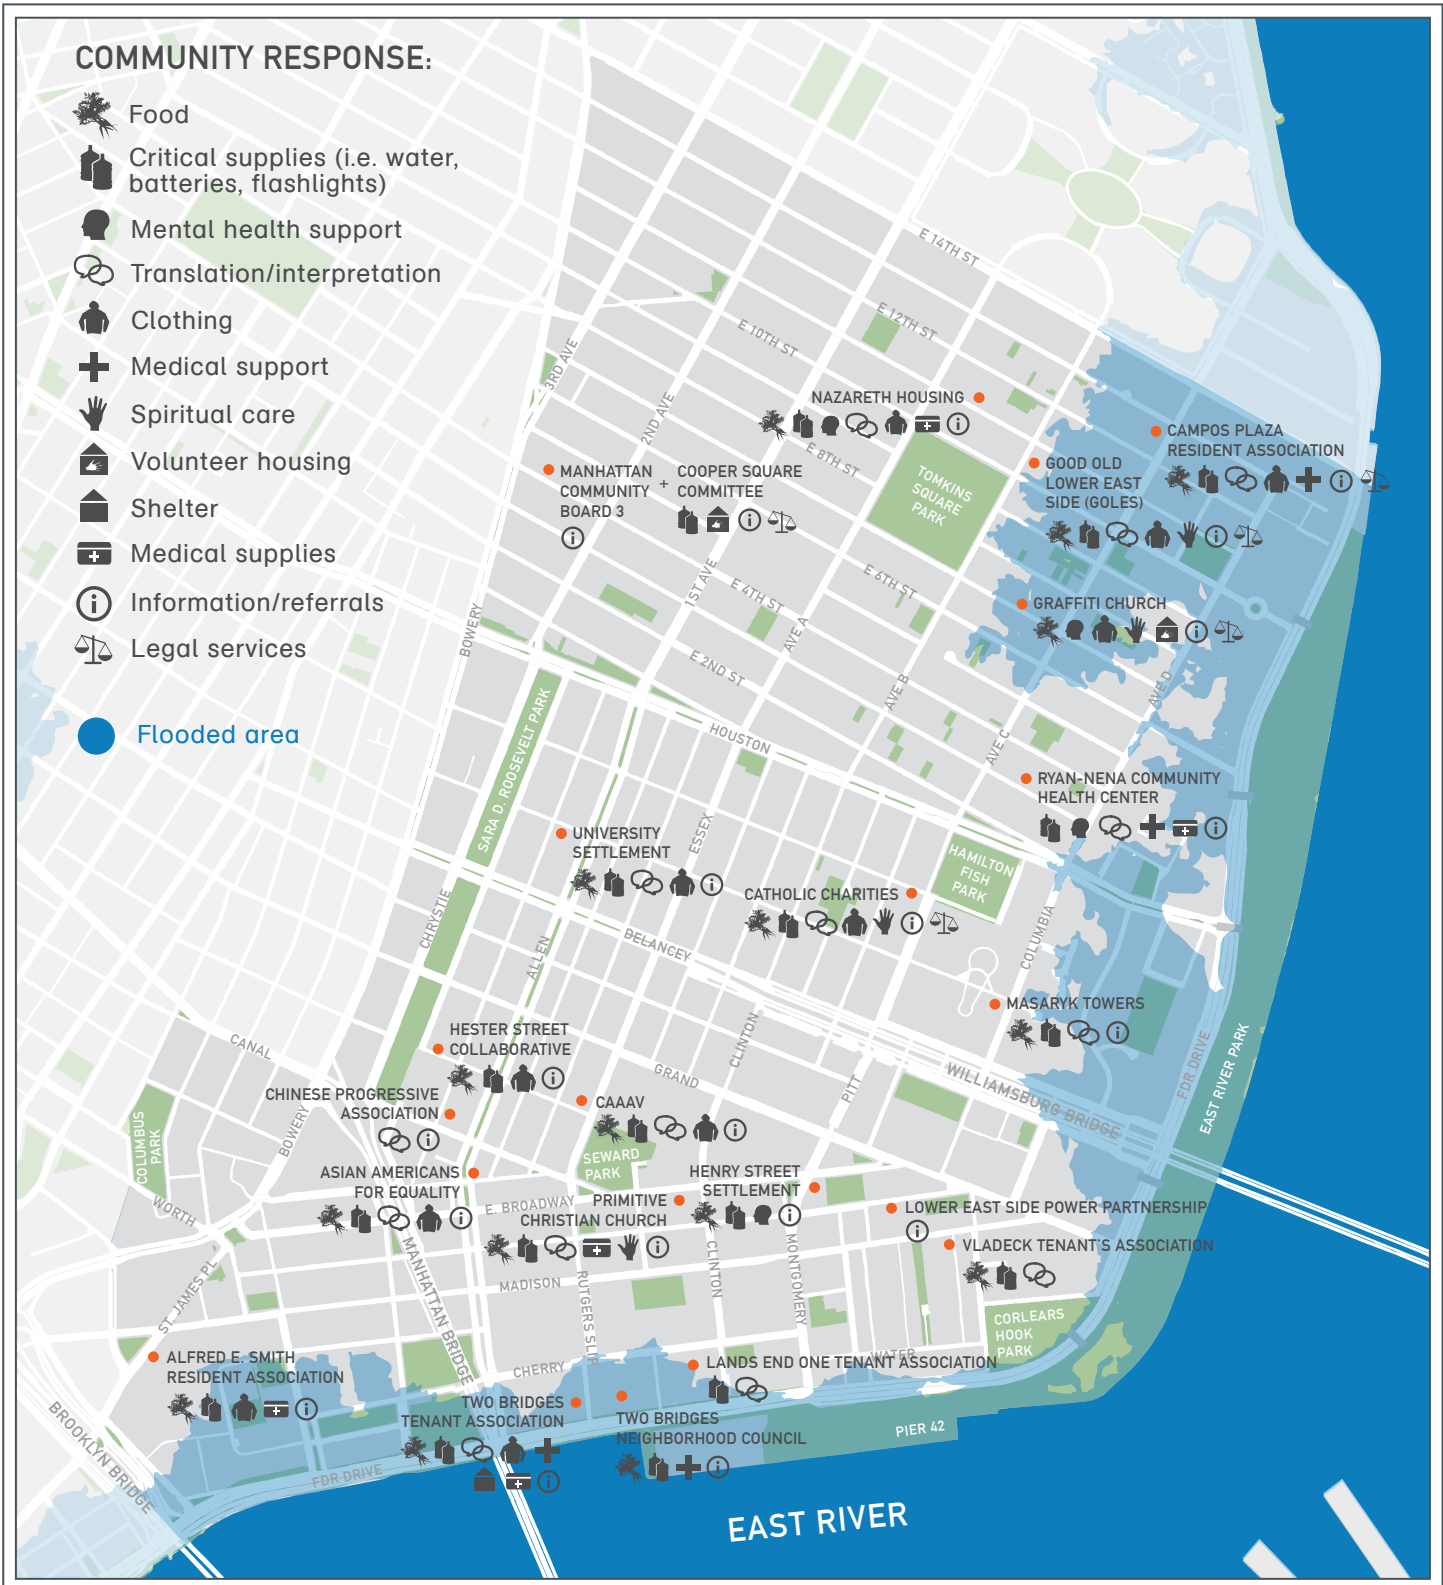 COMMUNITY RESPONSE:
Food
Critical supplies (i.e. water,
batteries, flashlights)
Mental health support
Translation/interpretation
Clothing
Medical support
Spiritual care
Volunteer housing
Shelter
Medical supplies
Information/referrals
Legal services
Flooded area
E 14TH ST
E 12TH ST
E 10TH ST
3RD AVE
2ND AVE
NAZARETH HOUSING
E 8TH ST
TOMKINS
SQUARE
PARK
CAMPOS PLAZA
RESIDENT ASSOCIATION
GOOD OLD
LOWER EAST
SIDE (GOLES)
MANHATTAN
COMMUNITY
BOARD 3
+
COOPER SQUARE
COMMITTEE
1ST AVE
E 4TH ST
E 6TH ST
AVE A
GRAFFITI CHURCH
BOWERY
E 2ND ST
AVE B
AVE D
SARA D. ROOSEVELT PARK
HOUSTON
AVE C
RYAN-NENA COMMUNITY
HEALTH CENTER
UNIVERSITY
SETTLEMENT
ESSEX
HAMILTON
FISH
PARK
CATHOLIC CHARITIES
CHRYSTIE
ALLEN
DELANCEY
COLUMBIA
MASARYK TOWERS
HESTER STREET
COLLABORATIVE
CANAL
CLINTON
GRAND
PITT
WILLIAMSBURG BRIDGE
FDR DRIVE
EAST RIVER PARK
CHINESE PROGRESSIVE
ASSOCIATION
CAAAV
COLUMBUS
PARK
BOWERY
SEWARD
PARK
ASIAN AMERICANS
FOR EQUALITY
HENRY STREET
SETTLEMENT
E. BROADWAY
PRIMITIVE
CHRISTIAN CHURCH
WORTH
LOWER EAST SIDE POWER PARTNERSHIP
VLADECK TENANT'S ASSOCIATION
MANHATTAN BRIDGE
CLINTON
MONTGOMERY
ST. JAMES PL
MADISON
RUTGERS SLIP
CORLEARS
HOOK
PARK
ALFRED E. SMITH
RESIDENT ASSOCIATION
CHERRY
LANDS END ONE TENANT ASSOCIATION
WATER
TWO BRIDGES
TENANT ASSOCIATION
TWO BRIDGES
NEIGHBORHOOD COUNCIL
PIER 42
BROOKLYN BRIDGE
FDR DRIVE
EAST RIVER